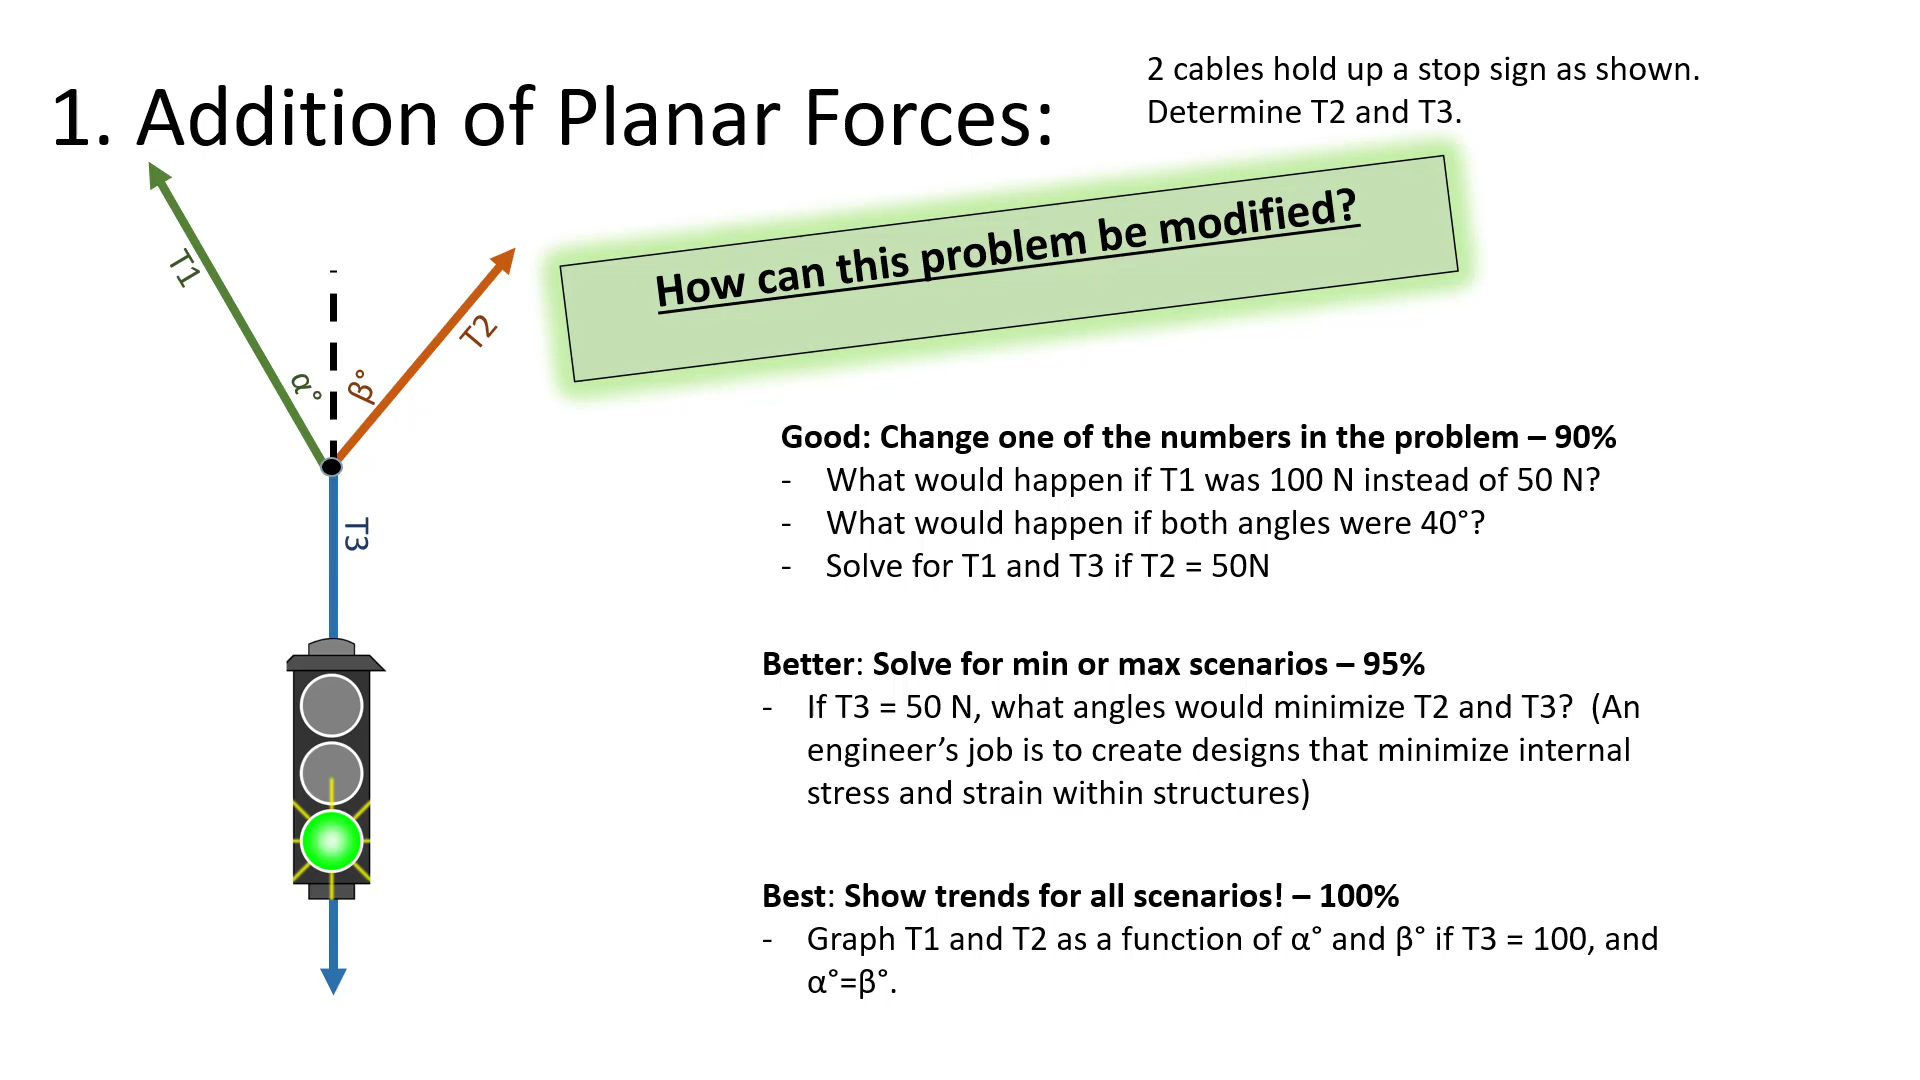 1. Addition of Planar Forces:
2 cables hold up a stop sign as shown.
Determine T2 and T3.
How can this problem be modified?
T1
T2
α°
β°
T3
Good: Change one of the numbers in the problem – 90%
- What would happen if T1 was 100 N instead of 50 N?
- What would happen if both angles were 40°?
- Solve for T1 and T3 if T2 = 50N
Better: Solve for min or max scenarios – 95%
- If T3 = 50 N, what angles would minimize T2 and T3? (An
engineer’s job is to create designs that minimize internal
stress and strain within structures)
Best: Show trends for all scenarios! – 100%
- Graph T1 and T2 as a function of α° and β° if T3 = 100, and
α°=β°.